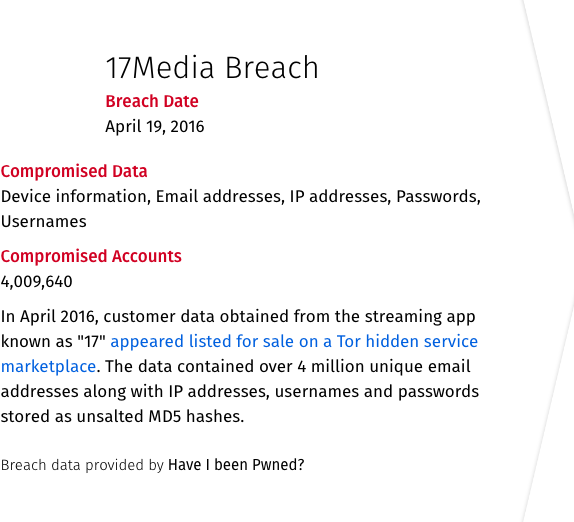 17Media Breach
Breach Date
April 19, 2016
Compromised Data
Device information, Email addresses, IP addresses, Passwords,
Usernames
Compromised Accounts
4,009,640
In April 2016, customer data obtained from the streaming app
known as "17" appeared listed for sale on a Tor hidden service
marketplace. The data contained over 4 million unique email
addresses along with IP addresses, usernames and passwords
stored as unsalted MD5 hashes.
Breach data provided by Have I been Pwned?